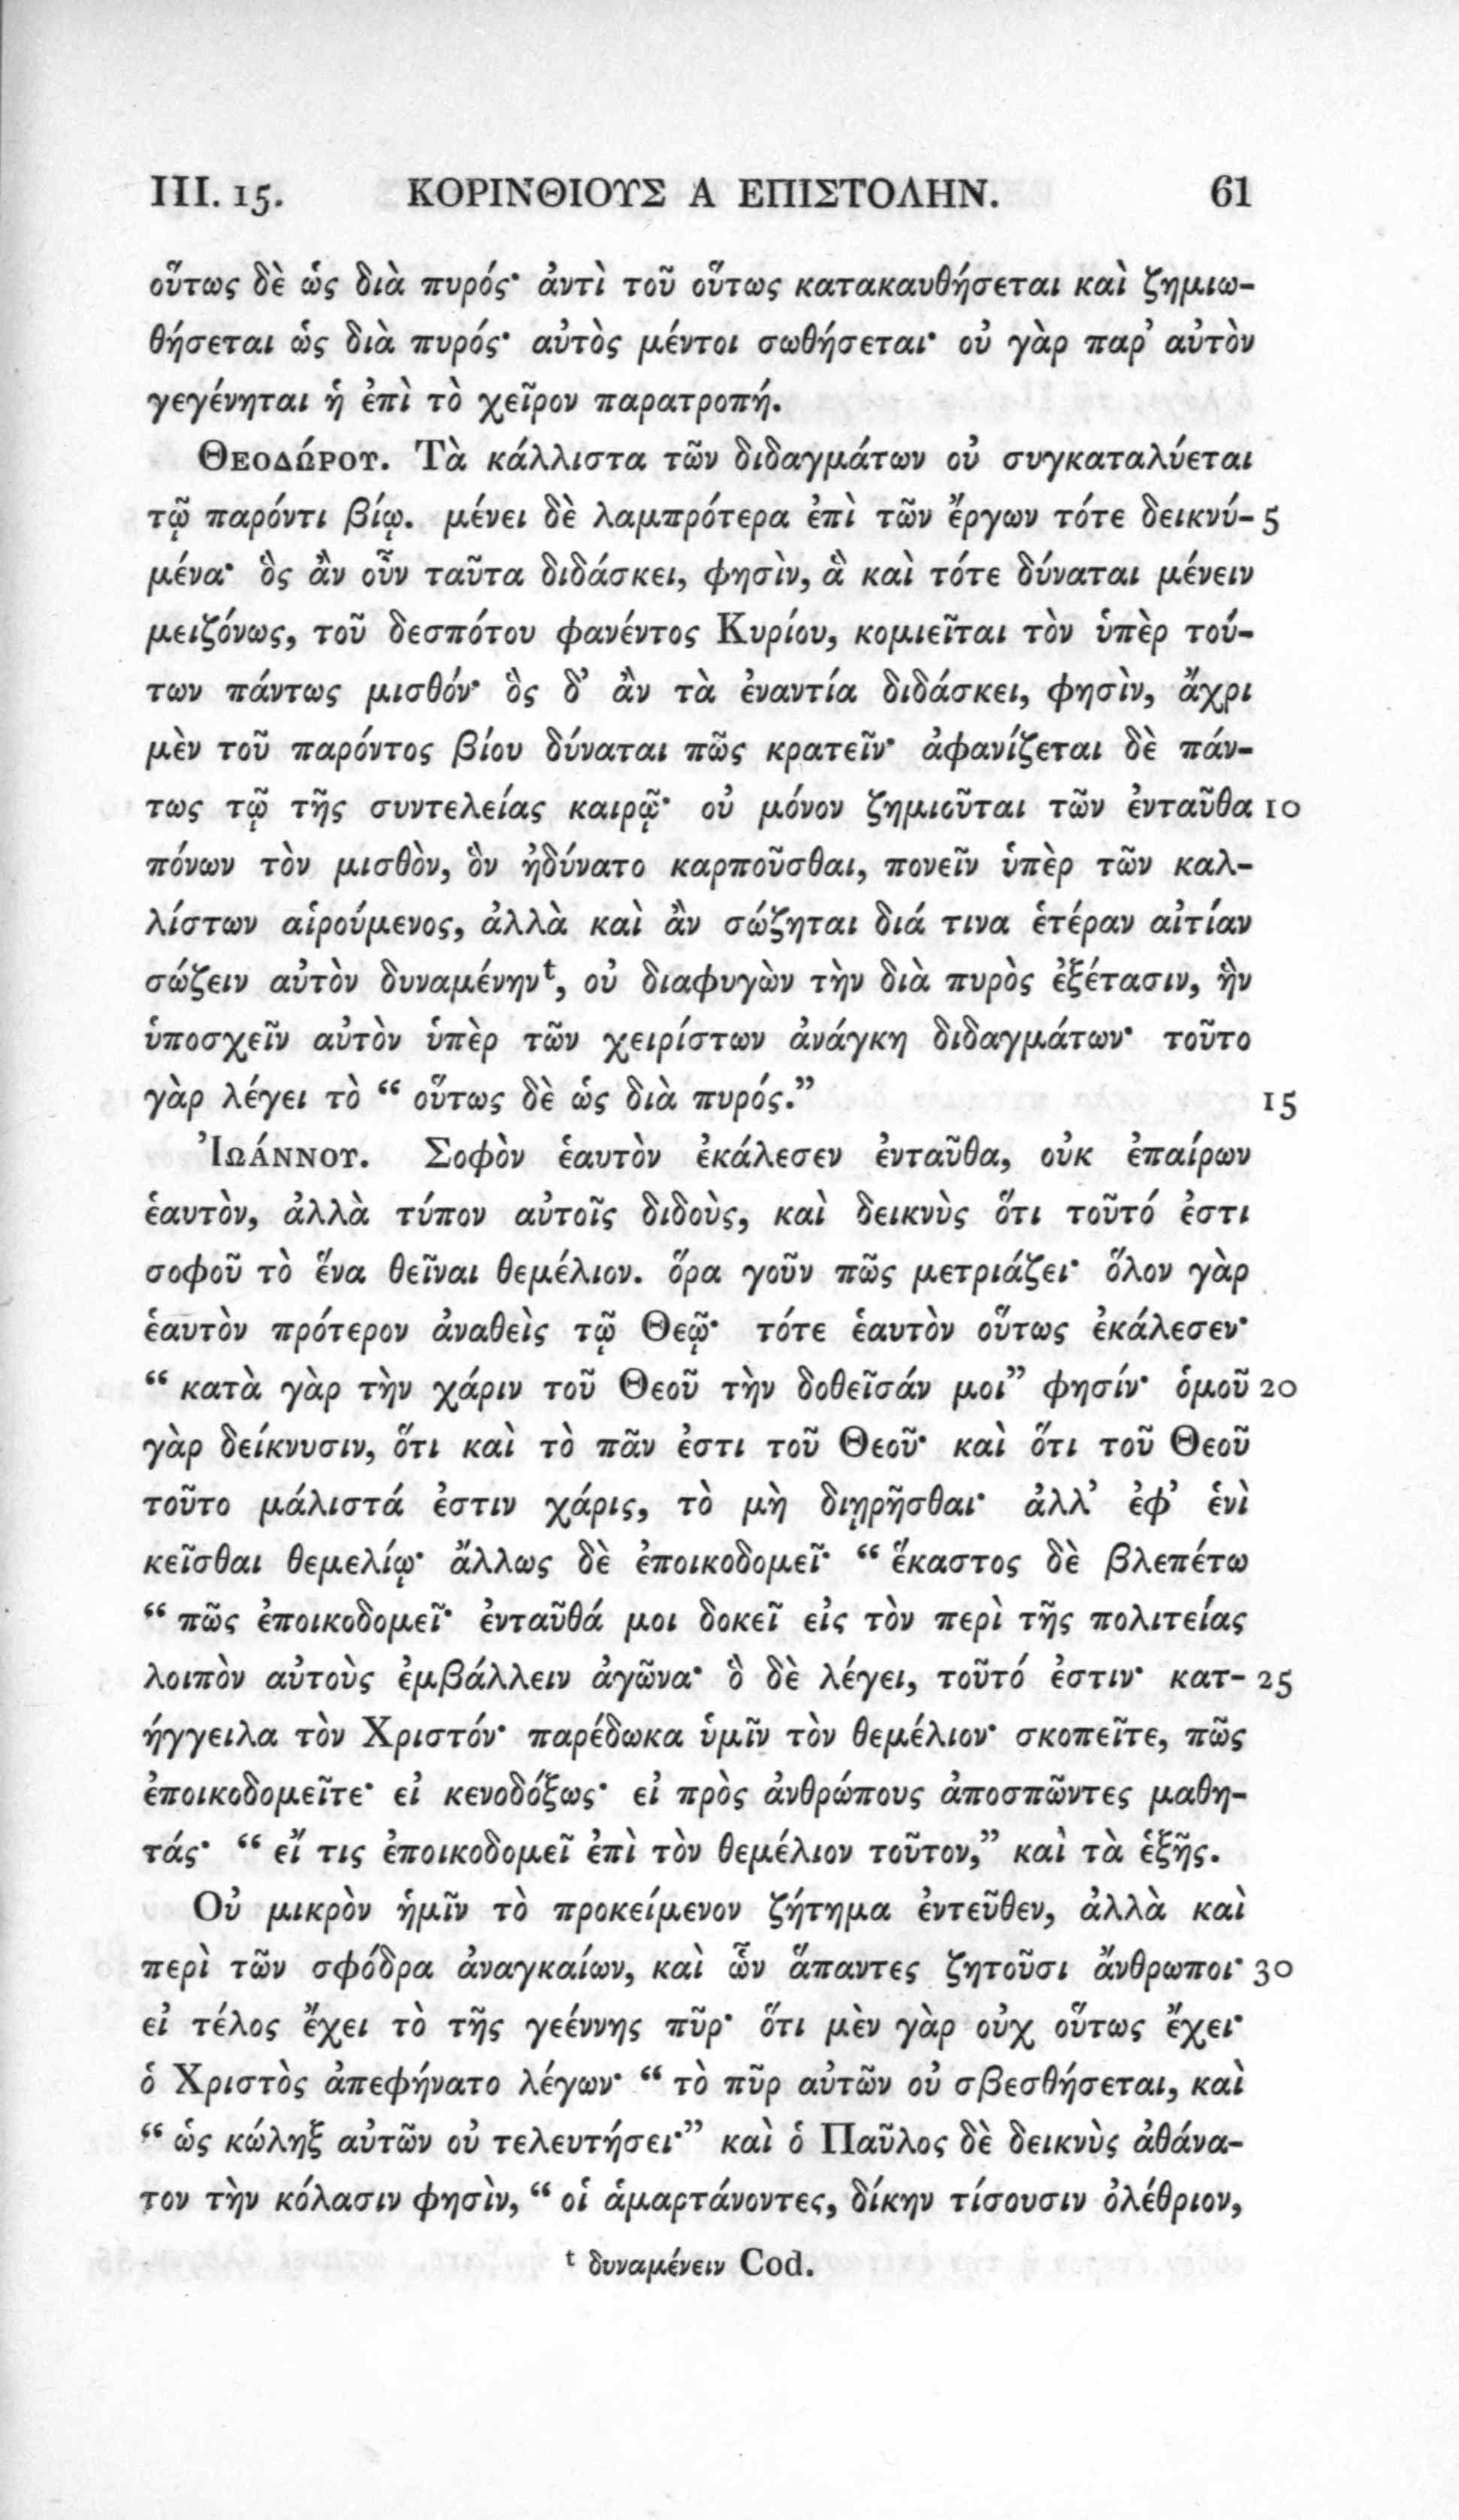 III. 15. ΚΟΡΙΝΘΙΟΥΣ Α ΕΠΙΣΤΟΛΗΝ. 61
οὕτως δὲ ὡς διὰ πυρός· ἀντὶ τοῦ οὕτως κατακαυθήσεται καὶ ζημιω-
θήσεται ὡς διὰ πυρός· αὐτὸς μέντοι σωθήσεται· οὐ γὰρ παρ’ αὐτὸν
γεγένηται ἡ ἐπὶ τὸ χεῖρον παρατροπή.
Θεοδώρου. Τὰ κάλλιστα τῶν διδαγμάτων οὐ συγκαταλύεται
τῷ παρόντι βίῳ. μένει δὲ λαμπρότερα ἐπὶ τῶν ἔργων τότε δεικνύ- 5
μένα· ὃς ἂν οὖν ταῦτα διδάσκει, φησὶν, ἃ καὶ τότε δύναται μένειν
μειζόνως, τοῦ δεσπότου φανέντος Κυρίου, κομιεῖται τὸν ὑπὲρ τού-
των πάντως μισθόν· ὃς δ’ ἂν τὰ ἐναντία διδάσκει, φησὶν, ἄχρι
μὲν τοῦ παρόντος βίου δύναται πῶς κρατεῖν· ἀφανίζεται δὲ πάν-
τως τῷ τῆς συντελείας καιρῷ· οὐ μόνον ζημιοῦται τῶν ἐνταῦθα 10
πόνων τὸν μισθὸν, ὃν ἠδύνατο καρποῦσθαι, πονεῖν ὑπὲρ τῶν καλ-
λίστων αἱρούμενος, ἀλλὰ καὶ ἂν σώζηται διά τινα ἑτέραν αἰτίαν
σώζειν αὐτὸν δυναμένην t, οὐ διαφυγὼν τὴν διὰ πυρὸς ἐξέτασιν, ἣν
ὑποσχεῖν αὐτὸν ὑπὲρ τῶν χειρίστων ἀνάγκη διδαγμάτων· τοῦτο
γὰρ λέγει τὸ “ οὕτως δὲ ὡς διὰ πυρός.” 15
Ἰωάννου. Σοφὸν ἑαυτὸν ἐκάλεσεν ἐνταῦθα, οὐκ ἐπαίρων
ἑαυτὸν, ἀλλὰ τύπον αὐτοῖς διδοὺς, καὶ δεικνὺς ὅτι τοῦτό ἐστι
σοφοῦ τὸ ἕνα θεῖναι θεμέλιον. ὅρα γοῦν πῶς μετριάζει· ὅλον γὰρ
ἑαυτὸν πρότερον ἀναθεὶς τῷ Θεῷ· τότε ἑαυτὸν οὕτως ἐκάλεσεν·
“ κατὰ γὰρ τὴν χάριν τοῦ Θεοῦ τὴν δοθεῖσάν μοι” φησίν· ὁμοῦ 20
γὰρ δείκνυσιν, ὅτι καὶ τὸ πᾶν ἐστι τοῦ Θεοῦ· καὶ ὅτι τοῦ Θεοῦ
τοῦτο μάλιστά ἐστιν χάρις, τὸ μὴ διῃρῆσθαι· ἀλλ’ ἐφ’ ἑνὶ
κεῖσθαι θεμελίῳ· ἄλλως δὲ ἐποικοδομεῖ· “ ἕκαστος δὲ βλεπέτω
“ πῶς ἐποικοδομεῖ· ἐνταῦθά μοι δοκεῖ εἰς τὸν περὶ τῆς πολιτείας
λοιπὸν αὐτοὺς ἐμβάλλειν ἀγῶνα· ὃ δὲ λέγει, τοῦτό ἐστιν· κατ- 25
ήγγειλα τὸν Χριστόν· παρέδωκα ὑμῖν τὸν θεμέλιον· σκοπεῖτε, πῶς
ἐποικοδομεῖτε· εἰ κενοδόξως· εἰ πρὸς ἀνθρώπους ἀποσπῶντες μαθη-
τάς· “ εἴ τις ἐποικοδομεῖ ἐπὶ τὸν θεμέλιον τοῦτον,” καὶ τὰ ἑξῆς.
Οὐ μικρὸν ἡμῖν τὸ προκείμενον ζήτημα ἐντεῦθεν, ἀλλὰ καὶ
περὶ τῶν σφόδρα ἀναγκαίων, καὶ ὧν ἅπαντες ζητοῦσι ἄνθρωποι· 30
εἰ τέλος ἔχει τὸ τῆς γεέννης πῦρ· ὅτι μὲν γὰρ οὐχ οὕτως ἔχει·
ὁ Χριστὸς ἀπεφήνατο λέγων· “ τὸ πῦρ αὐτῶν οὐ σβεσθήσεται, καὶ
“ ὡς κώληξ αὐτῶν οὐ τελευτήσει·” καὶ ὁ Παῦλος δὲ δεικνὺς ἀθάνα-
τον τὴν κόλασιν φησὶν, “ οἱ ἁμαρτάνοντες, δίκην τίσουσιν ὀλέθριον,
t δυναμένειν Cod.